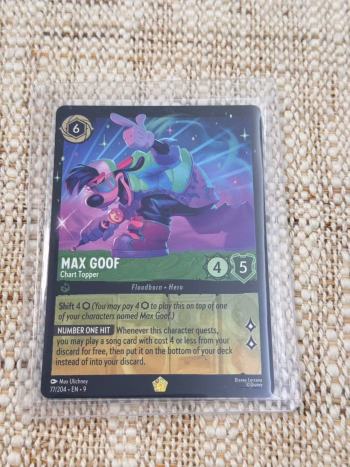 6
MAX GOOF
Chart Topper
4 5
Floodborn • Hero
Shift 4 (You may pay 4 to play this on top of one
of your characters named Max Goof.)
NUMBER ONE HIT Whenever this character quests,
you may play a song card with cost 4 or less from your
discard for free, then put it on the bottom of your deck
instead of into your discard.
Max Ulichney
77/204 • EN • 9
Disney Lorcana
©Disney